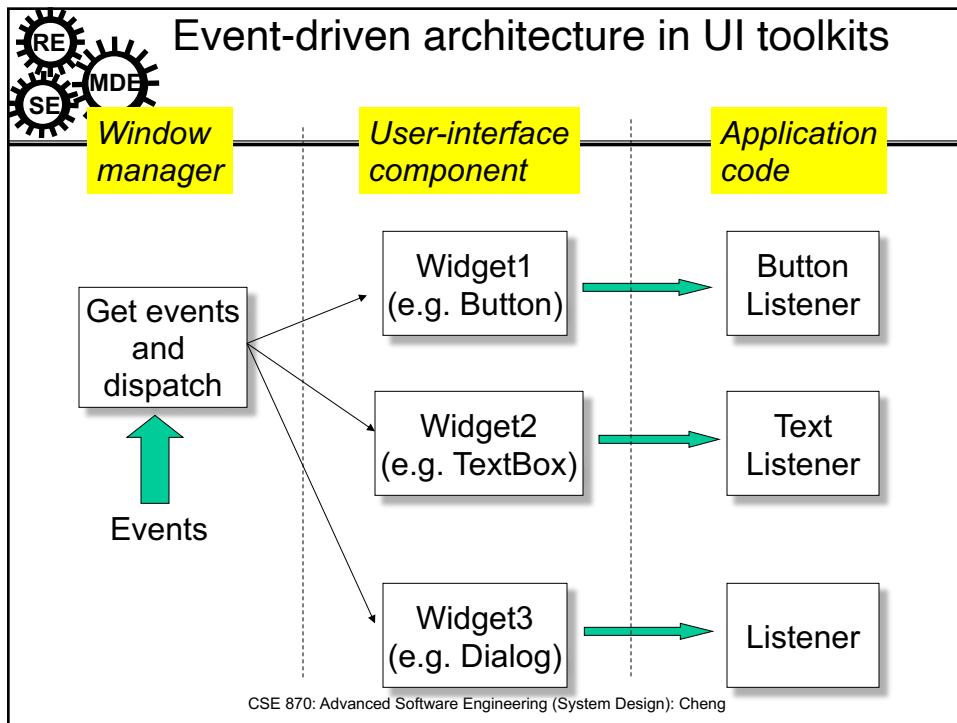 RE
MDE
SE
Event-driven architecture in UI toolkits
Window
manager
User-interface
component
Application
code
Get events
and
dispatch
Events
Widget1
(e.g. Button)
Button
Listener
Widget2
(e.g. TextBox)
Text
Listener
Widget3
(e.g. Dialog)
Listener
CSE 870: Advanced Software Engineering (System Design): Cheng